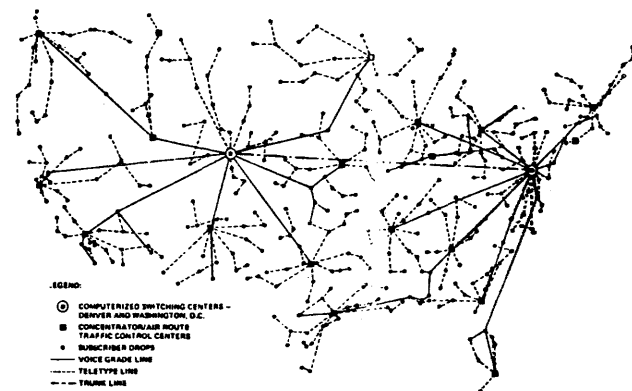 LEGEND:
COMPUTERIZED SWITCHING CENTERS –
DENVER AND WASHINGTON, D.C.
CONCENTRATOR/AIR ROUTE
TRAFFIC CONTROL CENTERS
SUBSCRIBER DROPS
VOICE GRADE LINE
TELETYPE LINE
TRUNK LINE